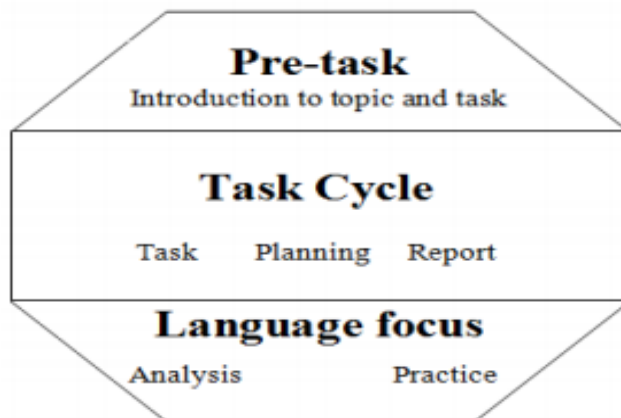 Pre-task
Introduction to topic and task
Task Cycle
Task Planning Report
Language focus
Analysis Practice